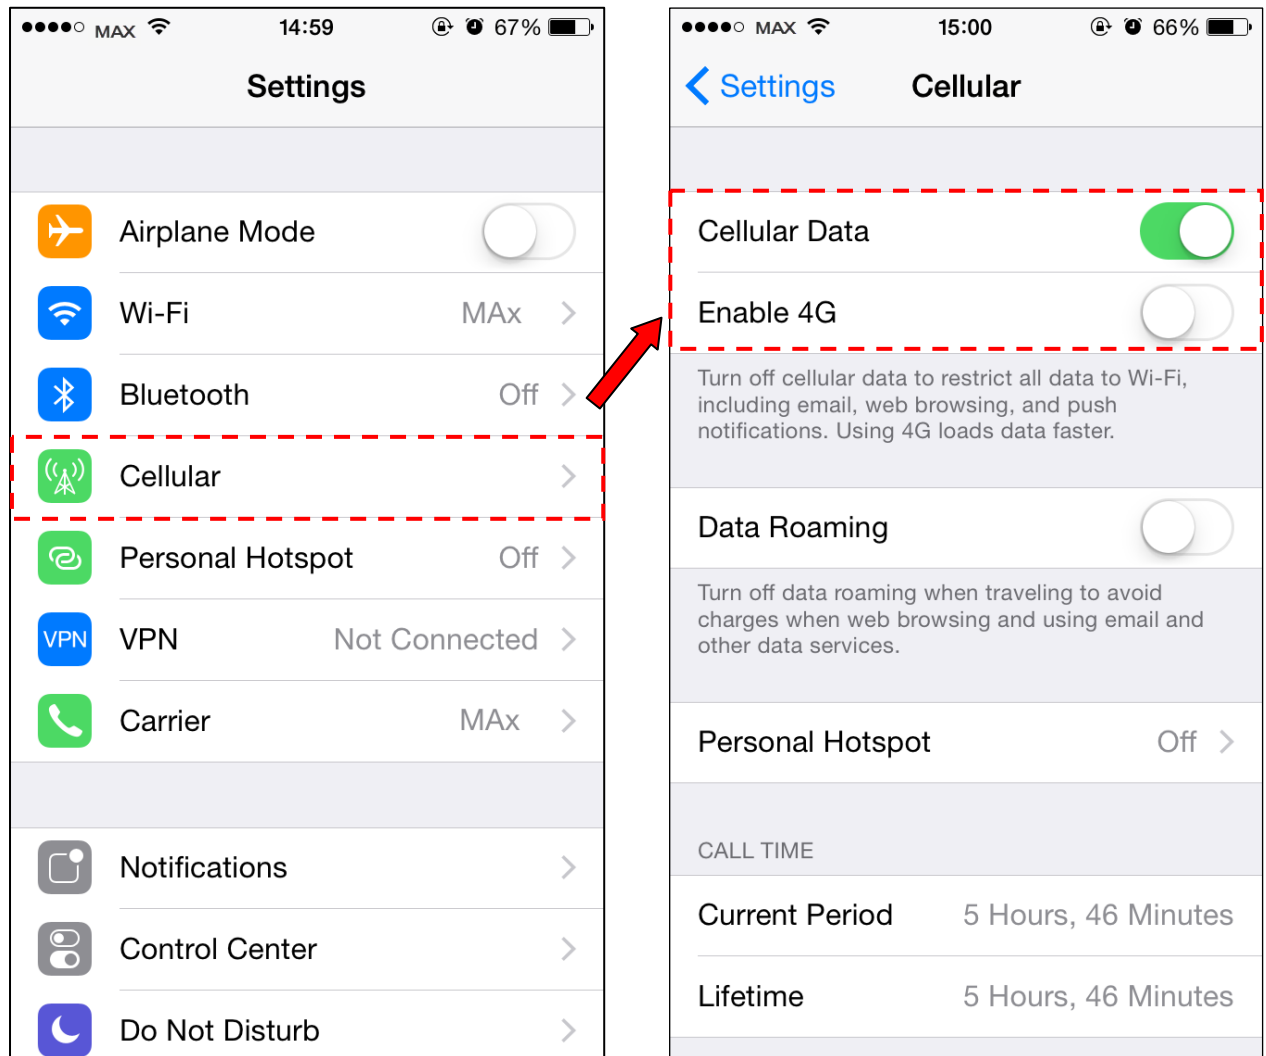 MAX 14:59 67%
Settings
Airplane Mode
Wi-Fi MAx
Bluetooth Off
Cellular
Personal Hotspot Off
VPN VPN Not Connected
Carrier MAx
Notifications
Control Center
Do Not Disturb
MAX 15:00 66%
Settings Cellular
Cellular Data
Enable 4G
Turn off cellular data to restrict all data to Wi-Fi,
including email, web browsing, and push
notifications. Using 4G loads data faster.
Data Roaming
Turn off data roaming when traveling to avoid
charges when web browsing and using email and
other data services.
Personal Hotspot Off
CALL TIME
Current Period 5 Hours, 46 Minutes
Lifetime 5 Hours, 46 Minutes